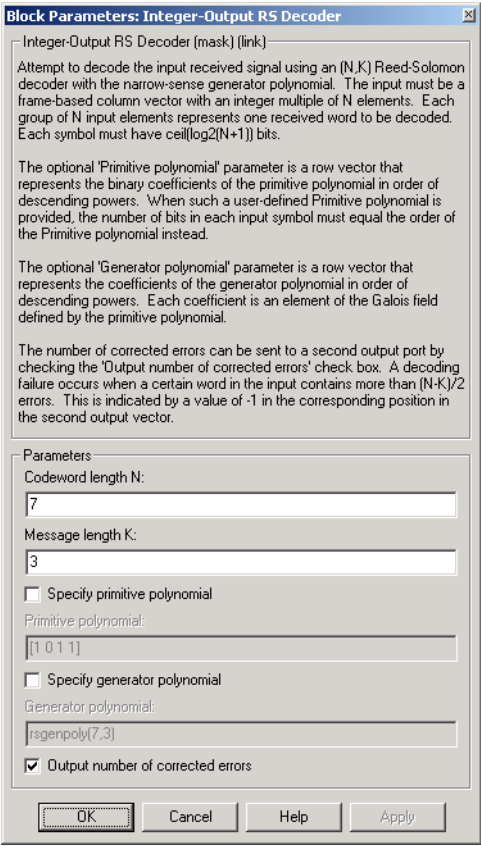 Block Parameters: Integer-Output RS Decoder
Integer-Output RS Decoder (mask) (link)
Attempt to decode the input received signal using an (N,K) Reed-Solomon
decoder with the narrow-sense generator polynomial. The input must be a
frame-based column vector with an integer multiple of N elements. Each
group of N input elements represents one received word to be decoded.
Each symbol must have ceil(log2(N+1)) bits.
The optional 'Primitive polynomial' parameter is a row vector that
represents the binary coefficients of the primitive polynomial in order of
descending powers. When such a user-defined Primitive polynomial is
provided, the number of bits in each input symbol must equal the order of
the Primitive polynomial instead.
The optional 'Generator polynomial' parameter is a row vector that
represents the coefficients of the generator polynomial in order of
descending powers. Each coefficient is an element of the Galois field
defined by the primitive polynomial.
The number of corrected errors can be sent to a second output port by
checking the 'Output number of corrected errors' check box. A decoding
failure occurs when a certain word in the input contains more than (N-K)/2
errors. This is indicated by a value of -1 in the corresponding position in
the second output vector.
Parameters
Codeword length N:
7
Message length K:
3
Specify primitive polynomial
Primitive polynomial:
[1 0 1 1]
Specify generator polynomial
Generator polynomial:
rsgenpoly(7,3)
Output number of corrected errors
OK Cancel Help Apply